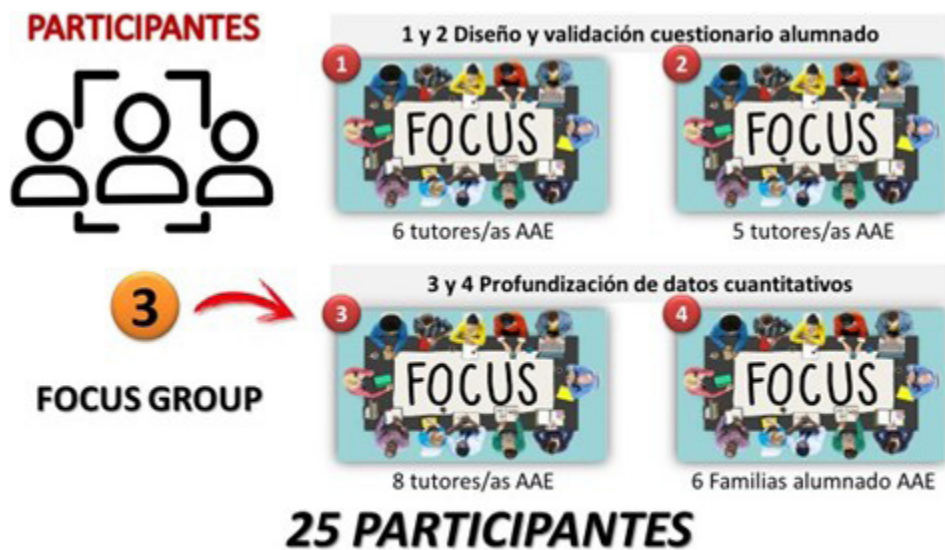 PARTICIPANTES
1 y 2 Diseño y validación cuestionario alumnado
1
FOCUS
6 tutores/as AAE
2
FOCUS
5 tutores/as AAE
3
FOCUS GROUP
3 y 4 Profundización de datos cuantitativos
3
FOCUS
8 tutores/as AAE
4
FOCUS
6 Familias alumnado AAE
25 PARTICIPANTES